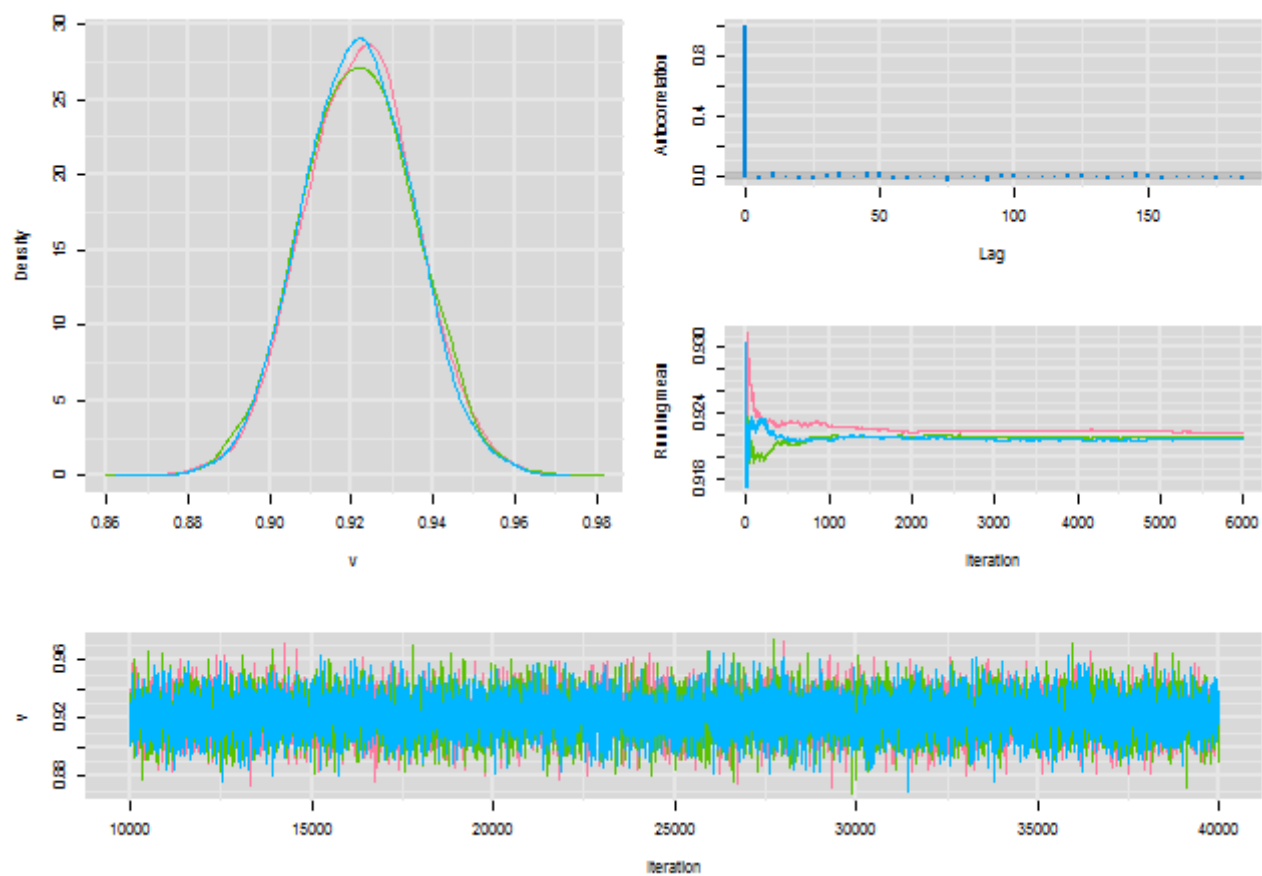 Density
30
25
20
15
10
5
0
0.86 0.88 0.90 0.92 0.94 0.96 0.98
v
Autocorrelation
0.8
0.4
0.0
0 50 100 150
Lag
Running mean
0.930
0.924
0.918
0 1000 2000 3000 4000 5000 6000
Iteration
v
0.96
0.92
0.88
10000 15000 20000 25000 30000 35000 40000
Iteration